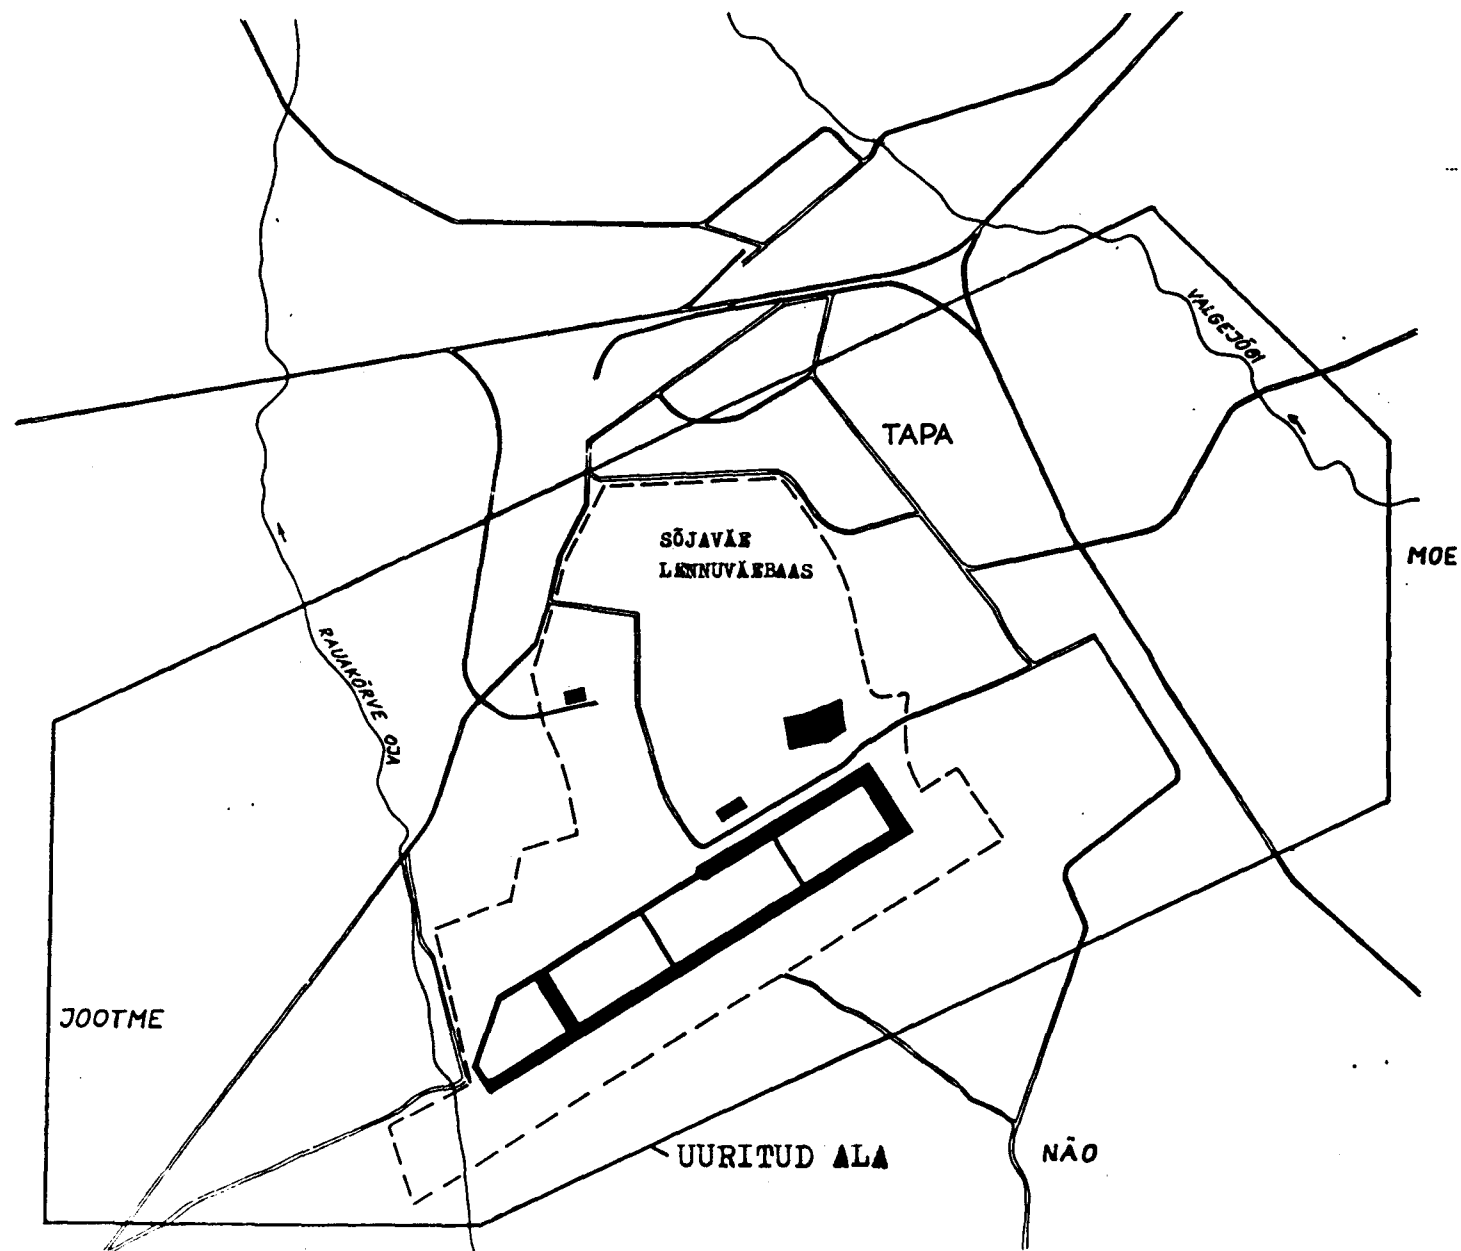 VALGEJÕGI
TAPA
SÕJAVÄE
LENNUVÄEBAAS
MOE
RAUAKÕRVE OJA
JOOTME
UURITUD ALA
NÄO